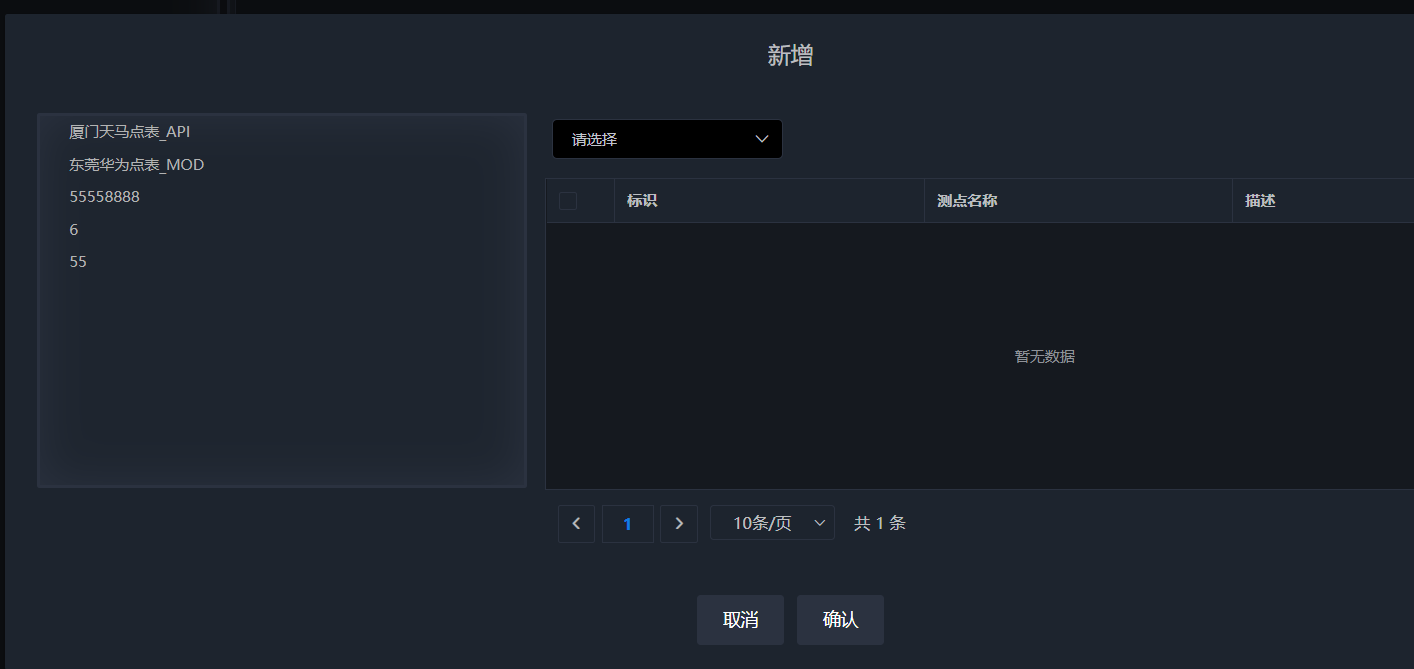 新增
厦门天马点表_API
东莞华为点表_MOD
55558888
6
55
请选择
标识 测点名称 描述
暂无数据
1 10条/页 共 1 条
取消 确认